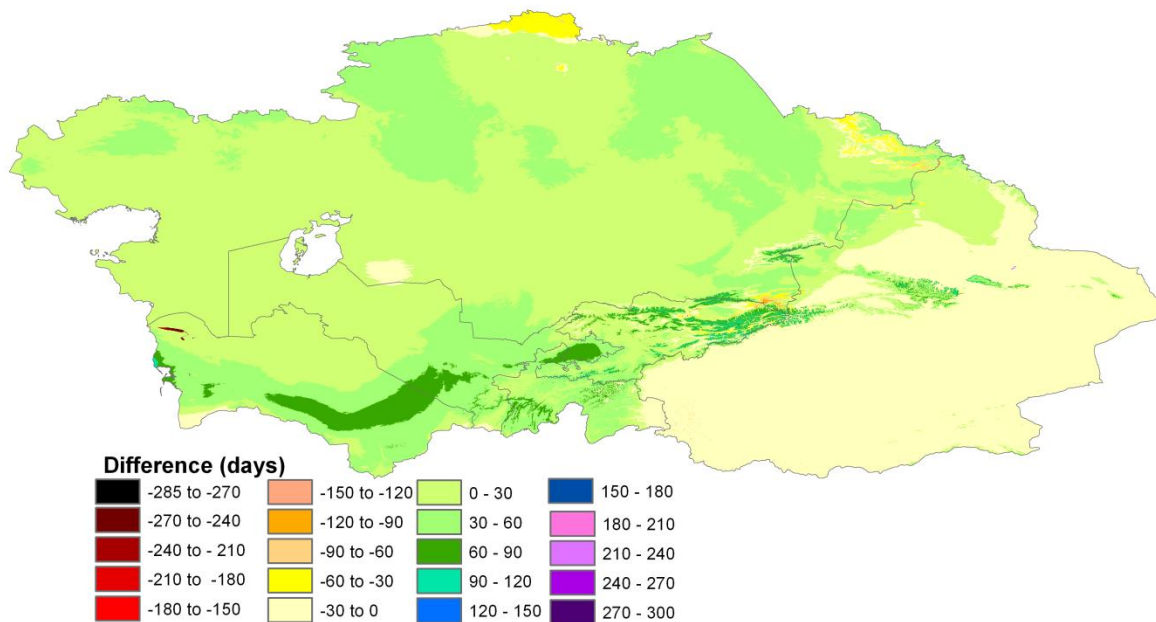 Difference (days)
-285 to -270
-270 to -240
-240 to - 210
-210 to  -180
-180 to -150
-150 to -120
-120 to -90
-90 to -60
-60 to -30
-30 to 0
0 - 30
30 - 60
60 - 90
90 - 120
120 - 150
150 - 180
180 - 210
210 - 240
240 - 270
270 - 300